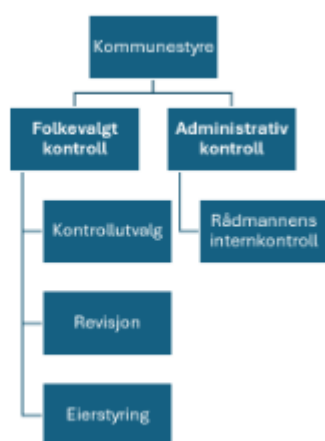 Kommunestyre
Folkevalgt
kontroll
Administrativ
kontroll
Kontrollutvalg
Rådmannens
internkontroll
Revisjon
Eierstyring